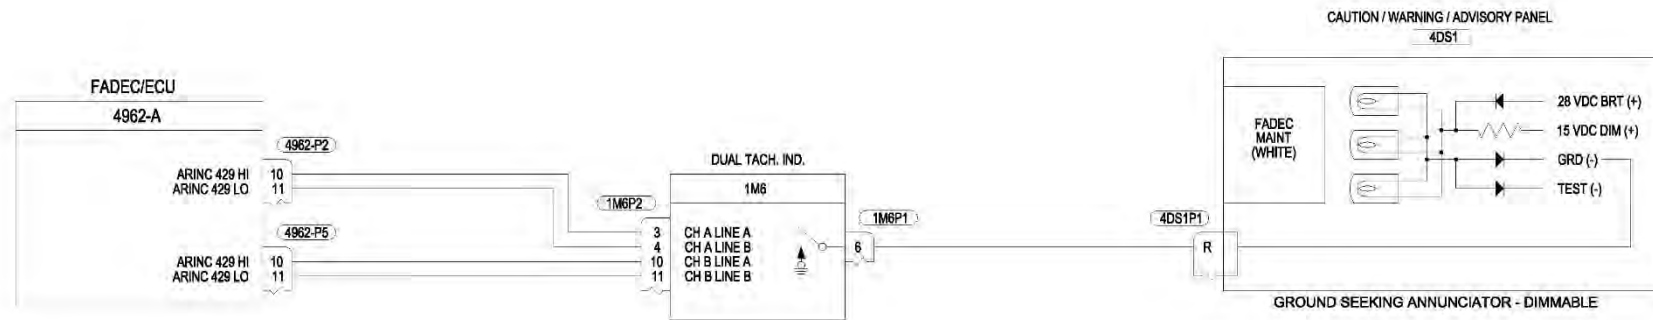 CAUTION / WARNING / ADVISORY PANEL
4DS1
FADEC/ECU
4962-A
4962-P2
ARINC 429 HI 10
ARINC 429 LO 11
4962-P5
ARINC 429 HI 10
ARINC 429 LO 11
DUAL TACH. IND.
1M6
1M6P2
3 CH A LINE A
4 CH A LINE B
10 CH B LINE A
11 CH B LINE B
1M6P1
6
4DS1P1
R
FADEC
MAINT
(WHITE)
28 VDC BRT (+)
15 VDC DIM (+)
GRD (-)
TEST (-)
GROUND SEEKING ANNUNCIATOR - DIMMABLE